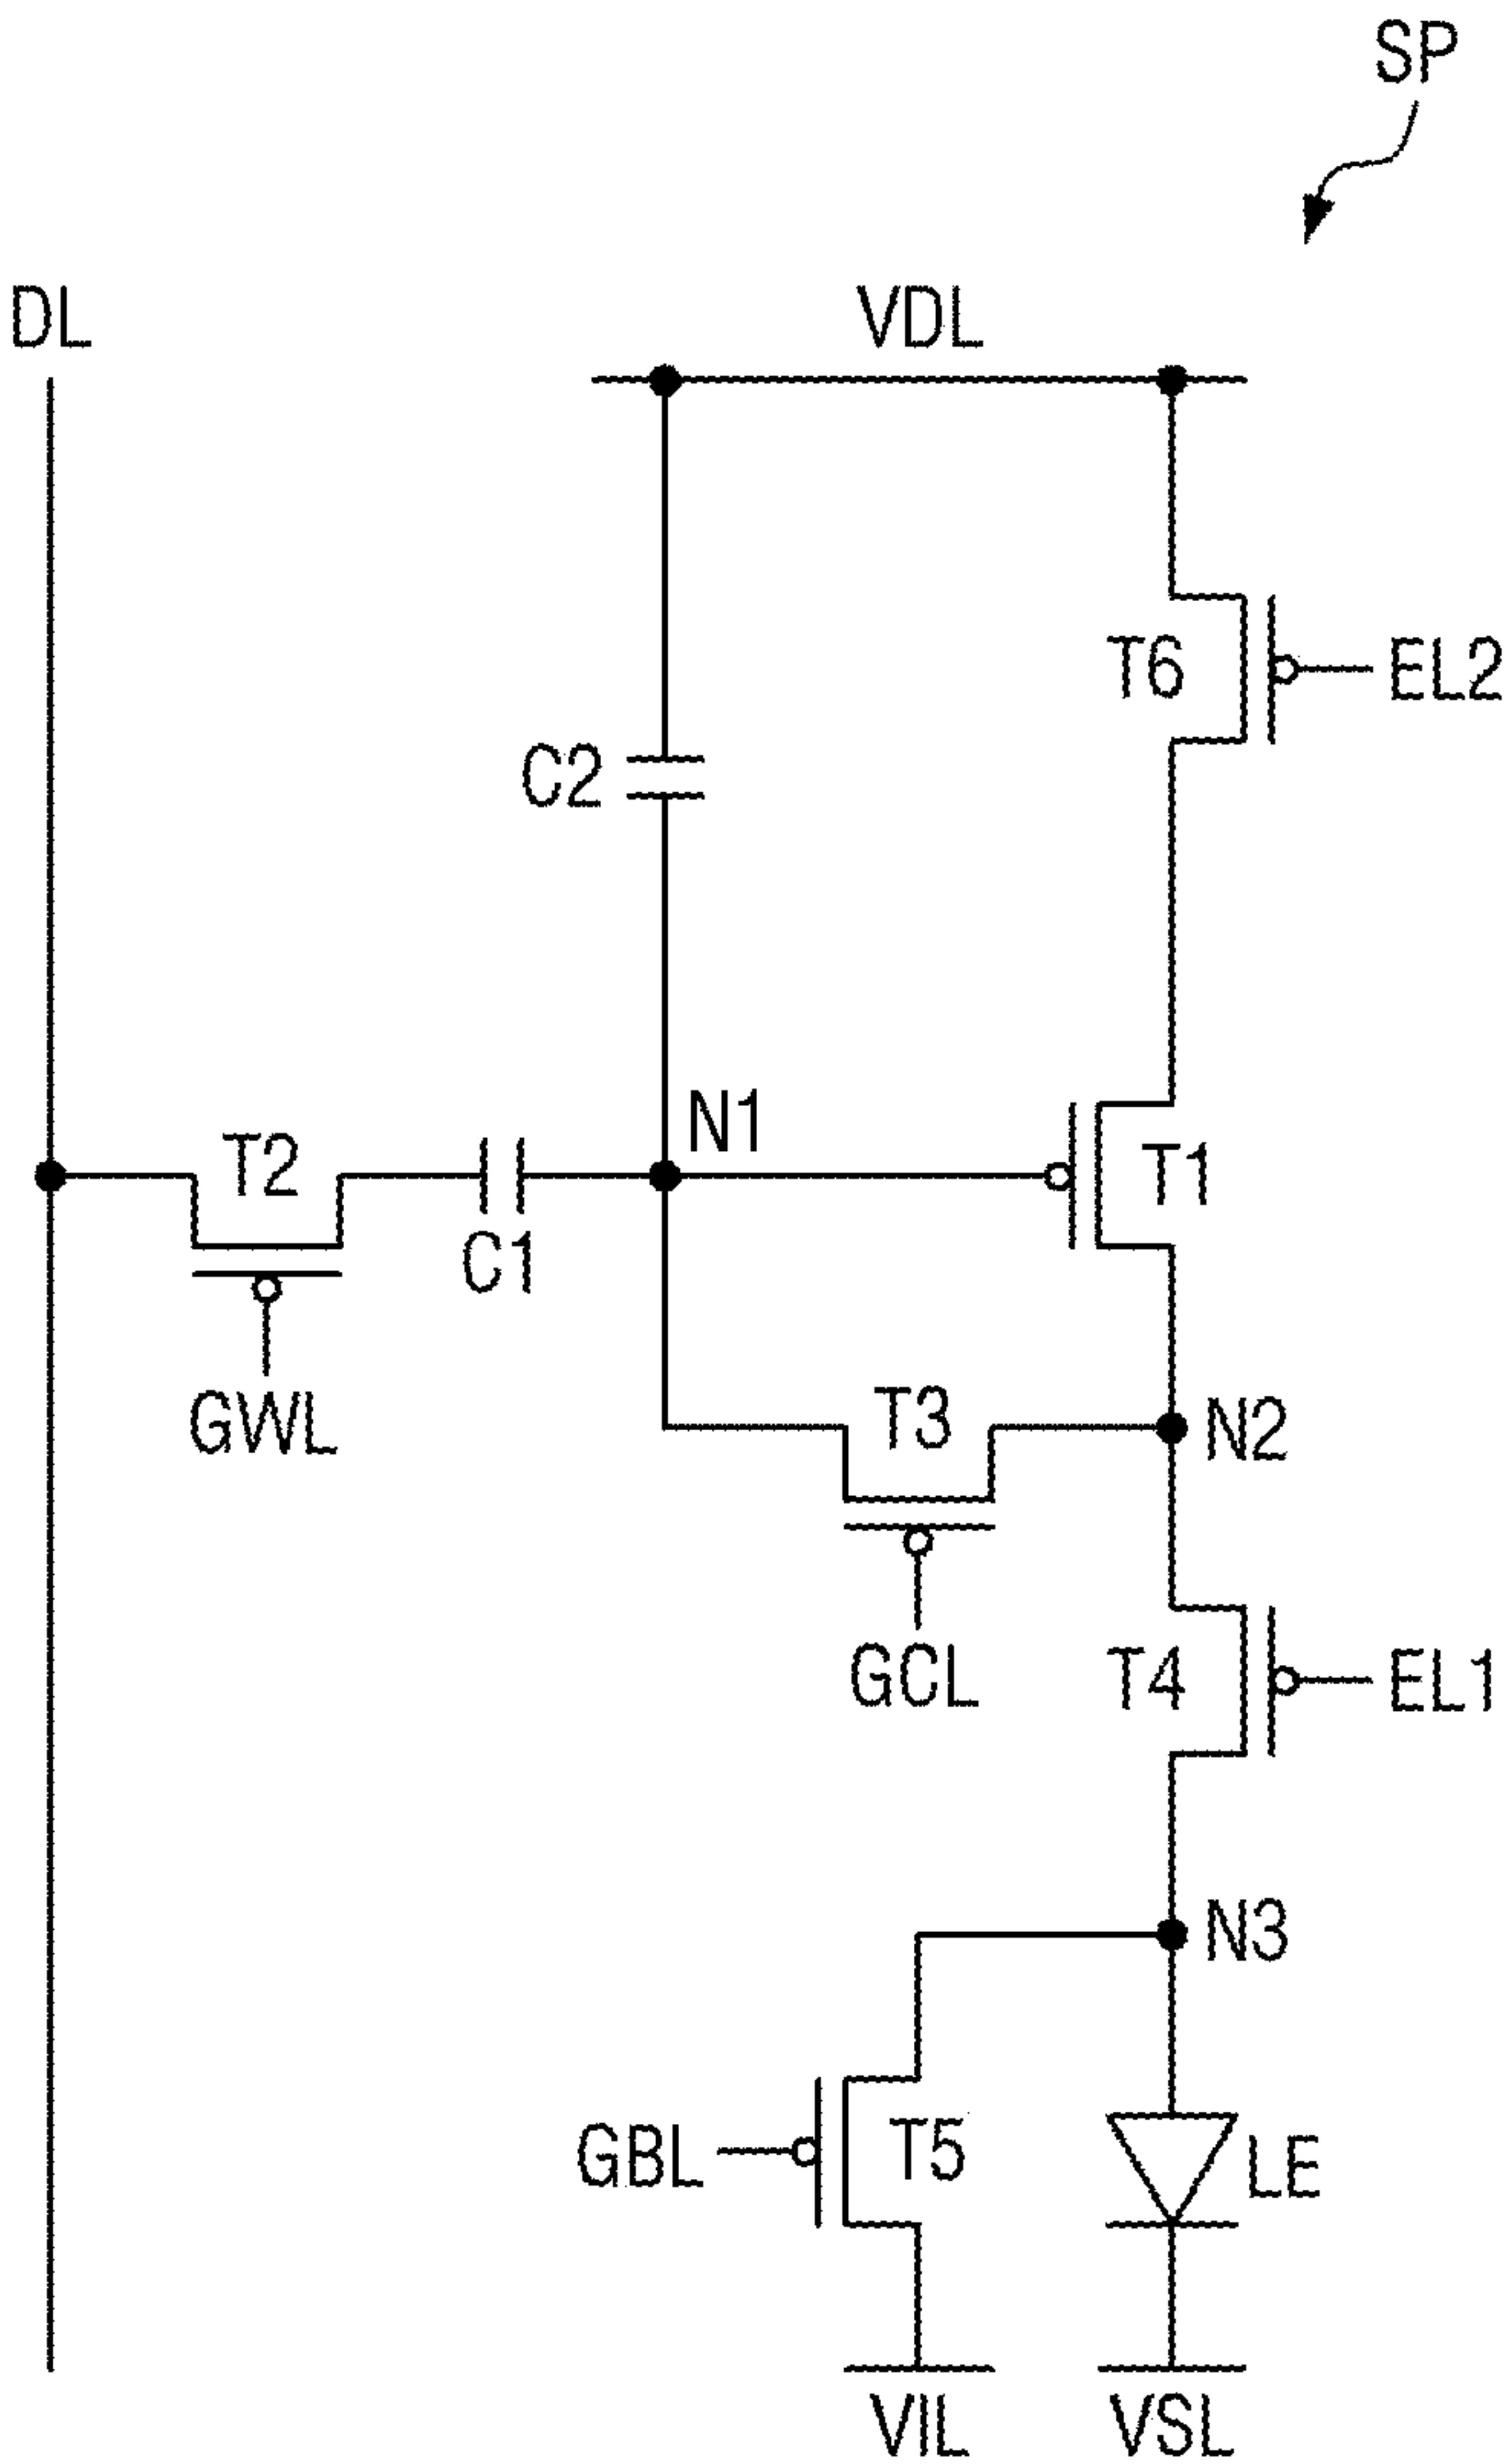 SP
DL
VDL
T6
EL2
C2
N1
T2
T1
C1
GWL
T3
N2
GCL
T4
EL1
N3
GBL
T5
LE
VIL
VSL